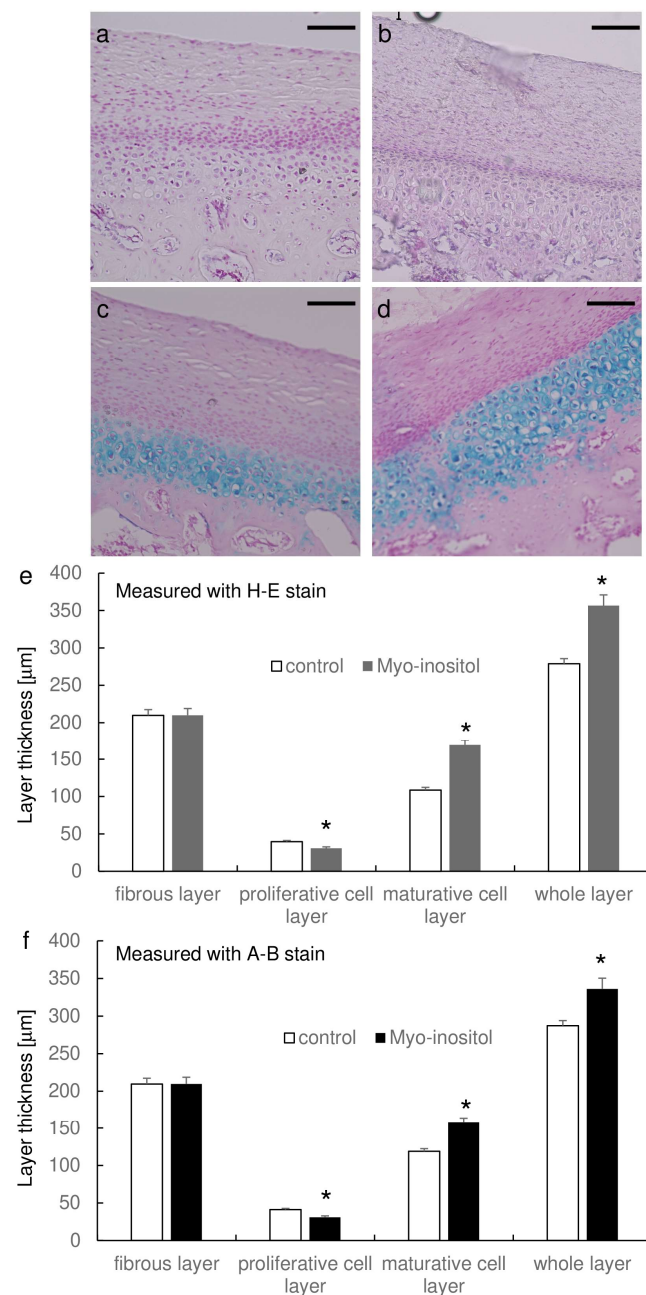 a
b
c
d
e
400
350
300
250
200
150
100
50
0
Layer thickness [μm]
Measured with H-E stain
control Myo-inositol
*
*
*
fibrous layer proliferative cell maturative cell whole layer
layer layer
f
400
350
300
250
200
150
100
50
0
Layer thickness [μm]
Measured with A-B stain
control Myo-inositol
*
*
*
fibrous layer proliferative cell maturative cell whole layer
layer layer